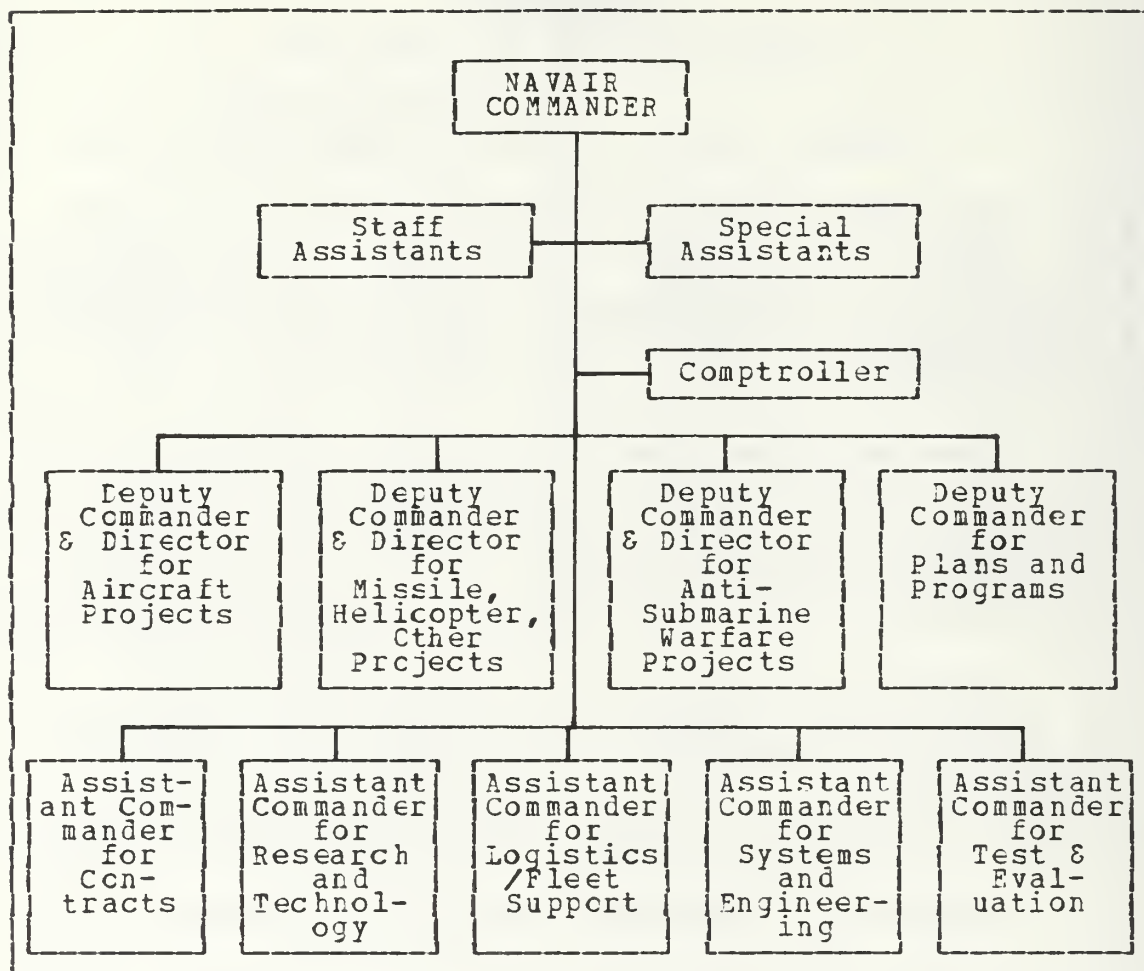 NAVAIR
COMMANDER
Staff
Assistants
Special
Assistants
Comptroller
Deputy
Commander
& Director
for
Aircraft
Projects
Deputy
Commander
& Director
for
Missile,
Helicopter,
Cther
Prcjects
Deputy
Commander
& Director
for
Anti-
Submarine
Warfare
Projects
Deputy
Commander
for
Plans and
Programs
Assist-
ant Com-
mander
for
Ccn-
tracts
Assistant
Commander
for
Research
and
Technol-
ogy
Assistant
Commander
for
Logistics
/Fleet
Support
Assistant
Commander
for
Systems
and
Engineer-
ing
Assistant
Commander
for
Test &
Eval-
uation